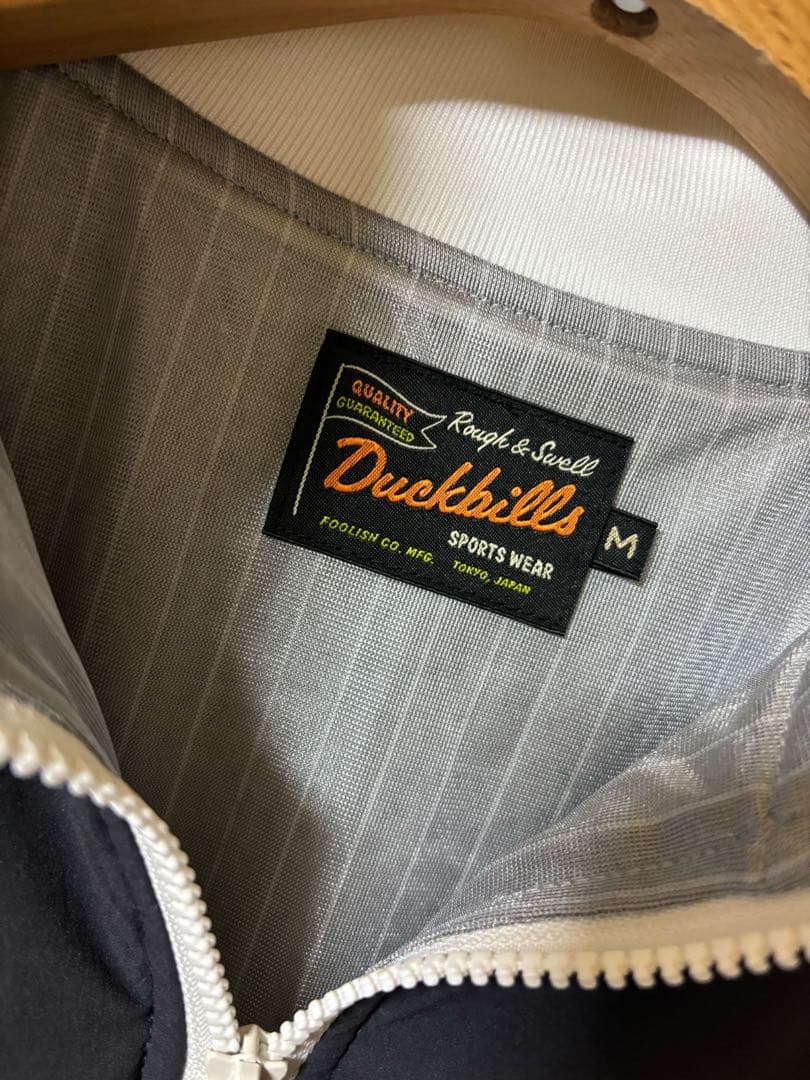 QUALITY
GUARANTEED
Rough & Swell
Duckbills
SPORTS WEAR
FOOLISH CO. MFG. TOKYO, JAPAN
M